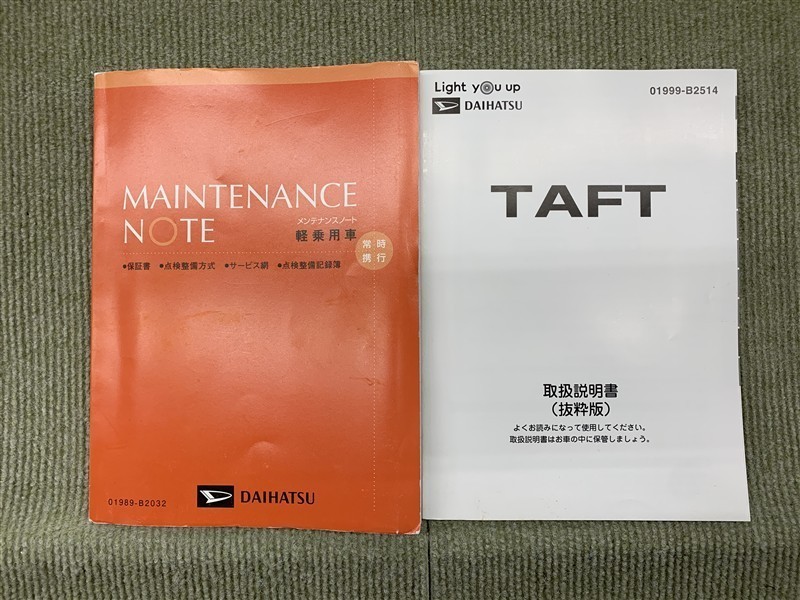 MAINTENANCE
NOTE
メンテナンスノート
軽乗用車
常時
携行
●保証書 ●点検整備方式 ●サービス網 ●点検整備記録簿
01989-B2032
DAIHATSU
Light you up
DAIHATSU
01999-B2514
TAFT
取扱説明書
（抜粋版）
よくお読みになって使用してください。
取扱説明書はお車の中に保管しましょう。